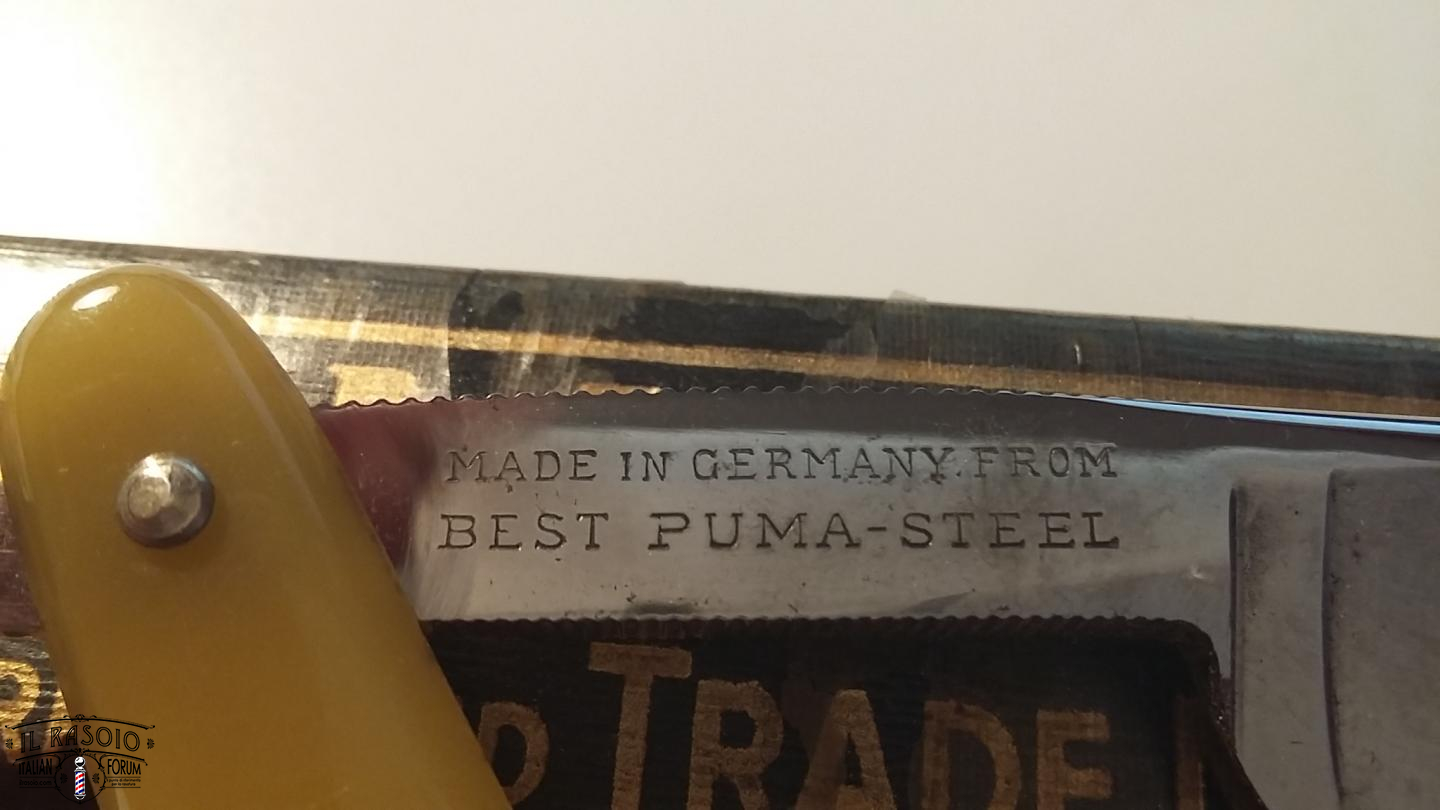 MADE IN GERMANY. FROM
BEST PUMA-STEEL
TRADE
IL RASOIO
ITALIAN FORUM